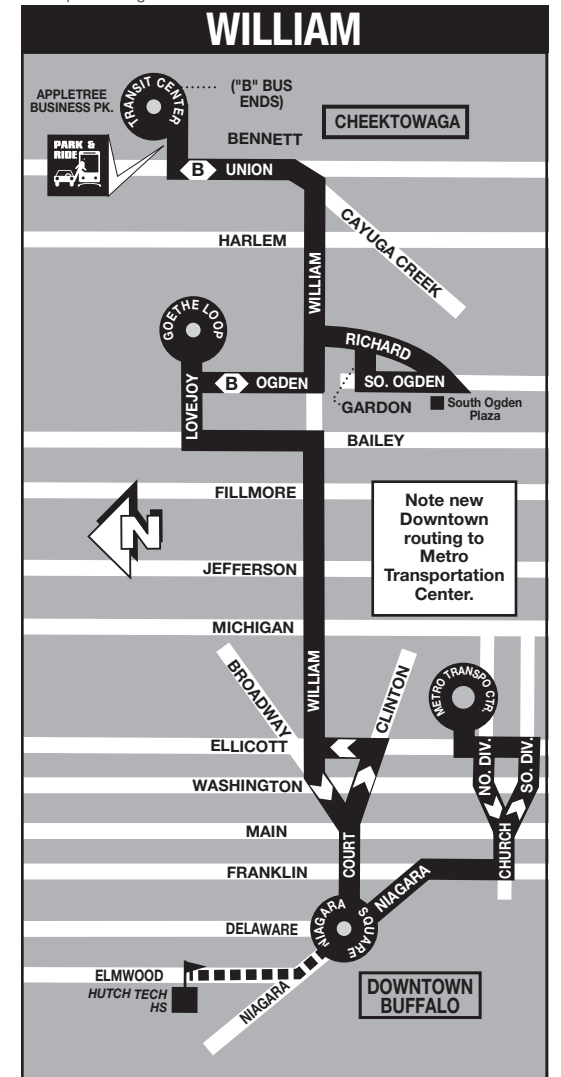 WILLIAM
APPLETREE
BUSINESS PK.
TRANSIT CENTER
("B" BUS
ENDS)
CHEEKTOWAGA
BENNETT
PARK &
RIDE
B
UNION
CAYUGA CREEK
HARLEM
WILLIAM
GOETHE LOOP
RICHARD
B
OGDEN
SO. OGDEN
LOVEJOY
GARDON
South Ogden
Plaza
BAILEY
FILLMORE
Note new
Downtown
routing to
Metro
Transportation
Center.
N
JEFFERSON
MICHIGAN
BROADWAY
WILLIAM
CLINTON
METRO TRANSPO CTR.
ELLICOTT
NO. DIV.
SO. DIV.
WASHINGTON
MAIN
COURT
CHURCH
FRANKLIN
NIAGARA
NIAGARA SQUARE
DELAWARE
ELMWOOD
HUTCH TECH
HS
NIAGARA
DOWNTOWN
BUFFALO